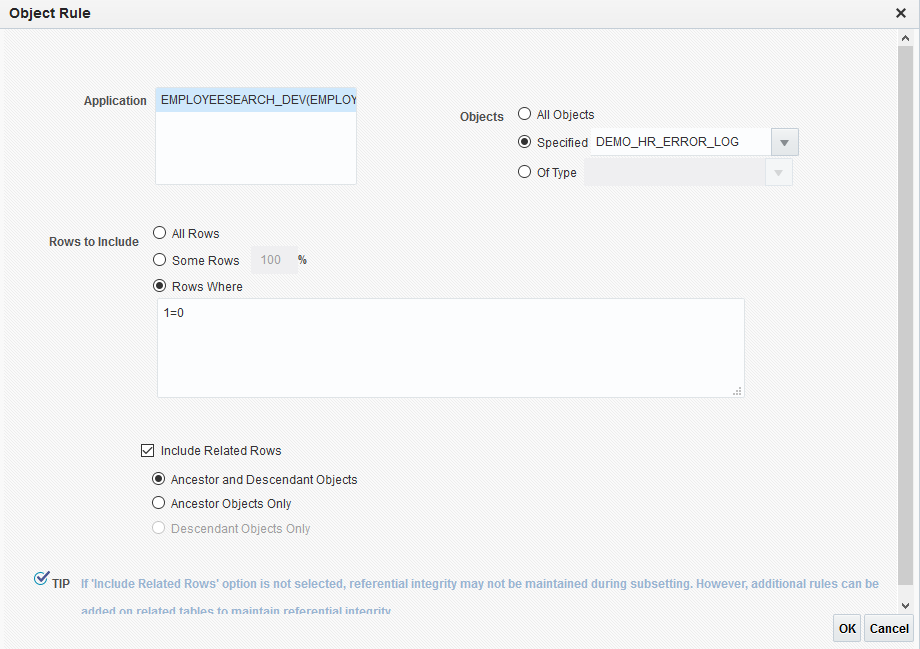 Object Rule
Application
EMPLOYEESEARCH_DEV(EMPLOY
Objects
All Objects
Specified
DEMO_HR_ERROR_LOG
Of Type
Rows to Include
All Rows
Some Rows
100
%
Rows Where
1=0
Include Related Rows
Ancestor and Descendant Objects
Ancestor Objects Only
Descendant Objects Only
TIP If 'Include Related Rows' option is not selected, referential integrity may not be maintained during subsetting. However, additional rules can be
added on related tables to maintain referential integrity
OK Cancel